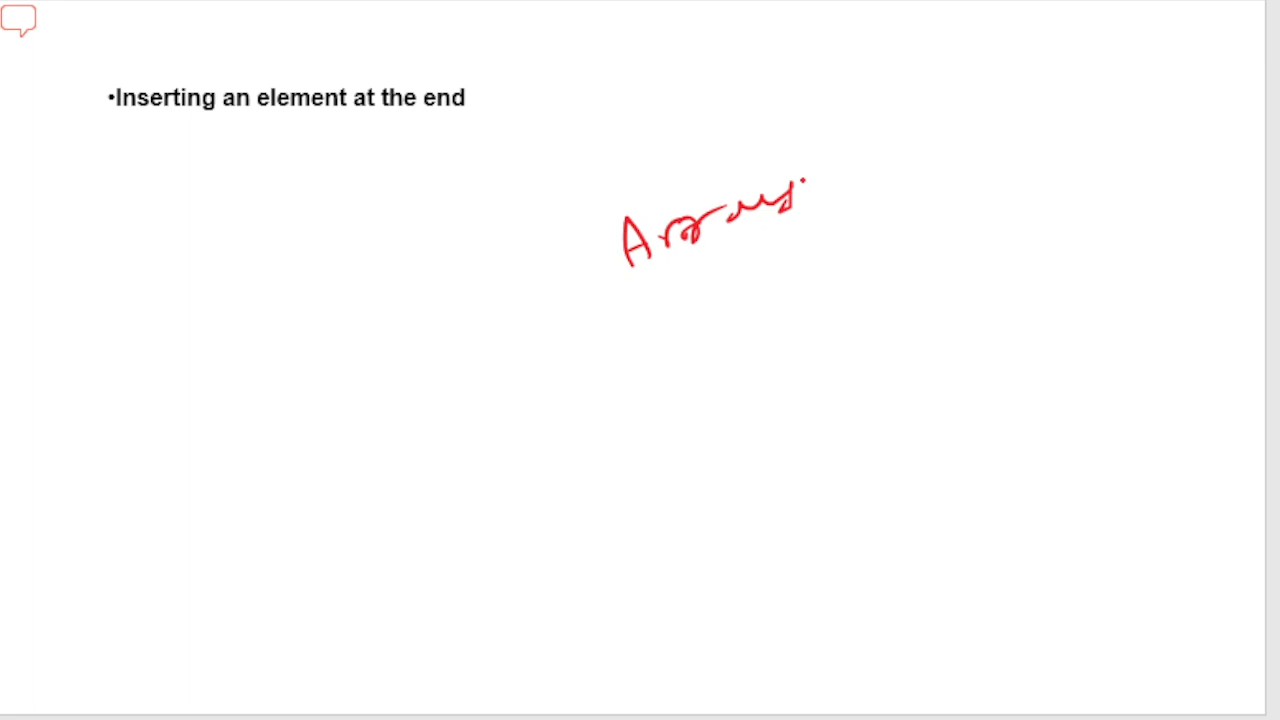 •Inserting an element at the end
Arrays